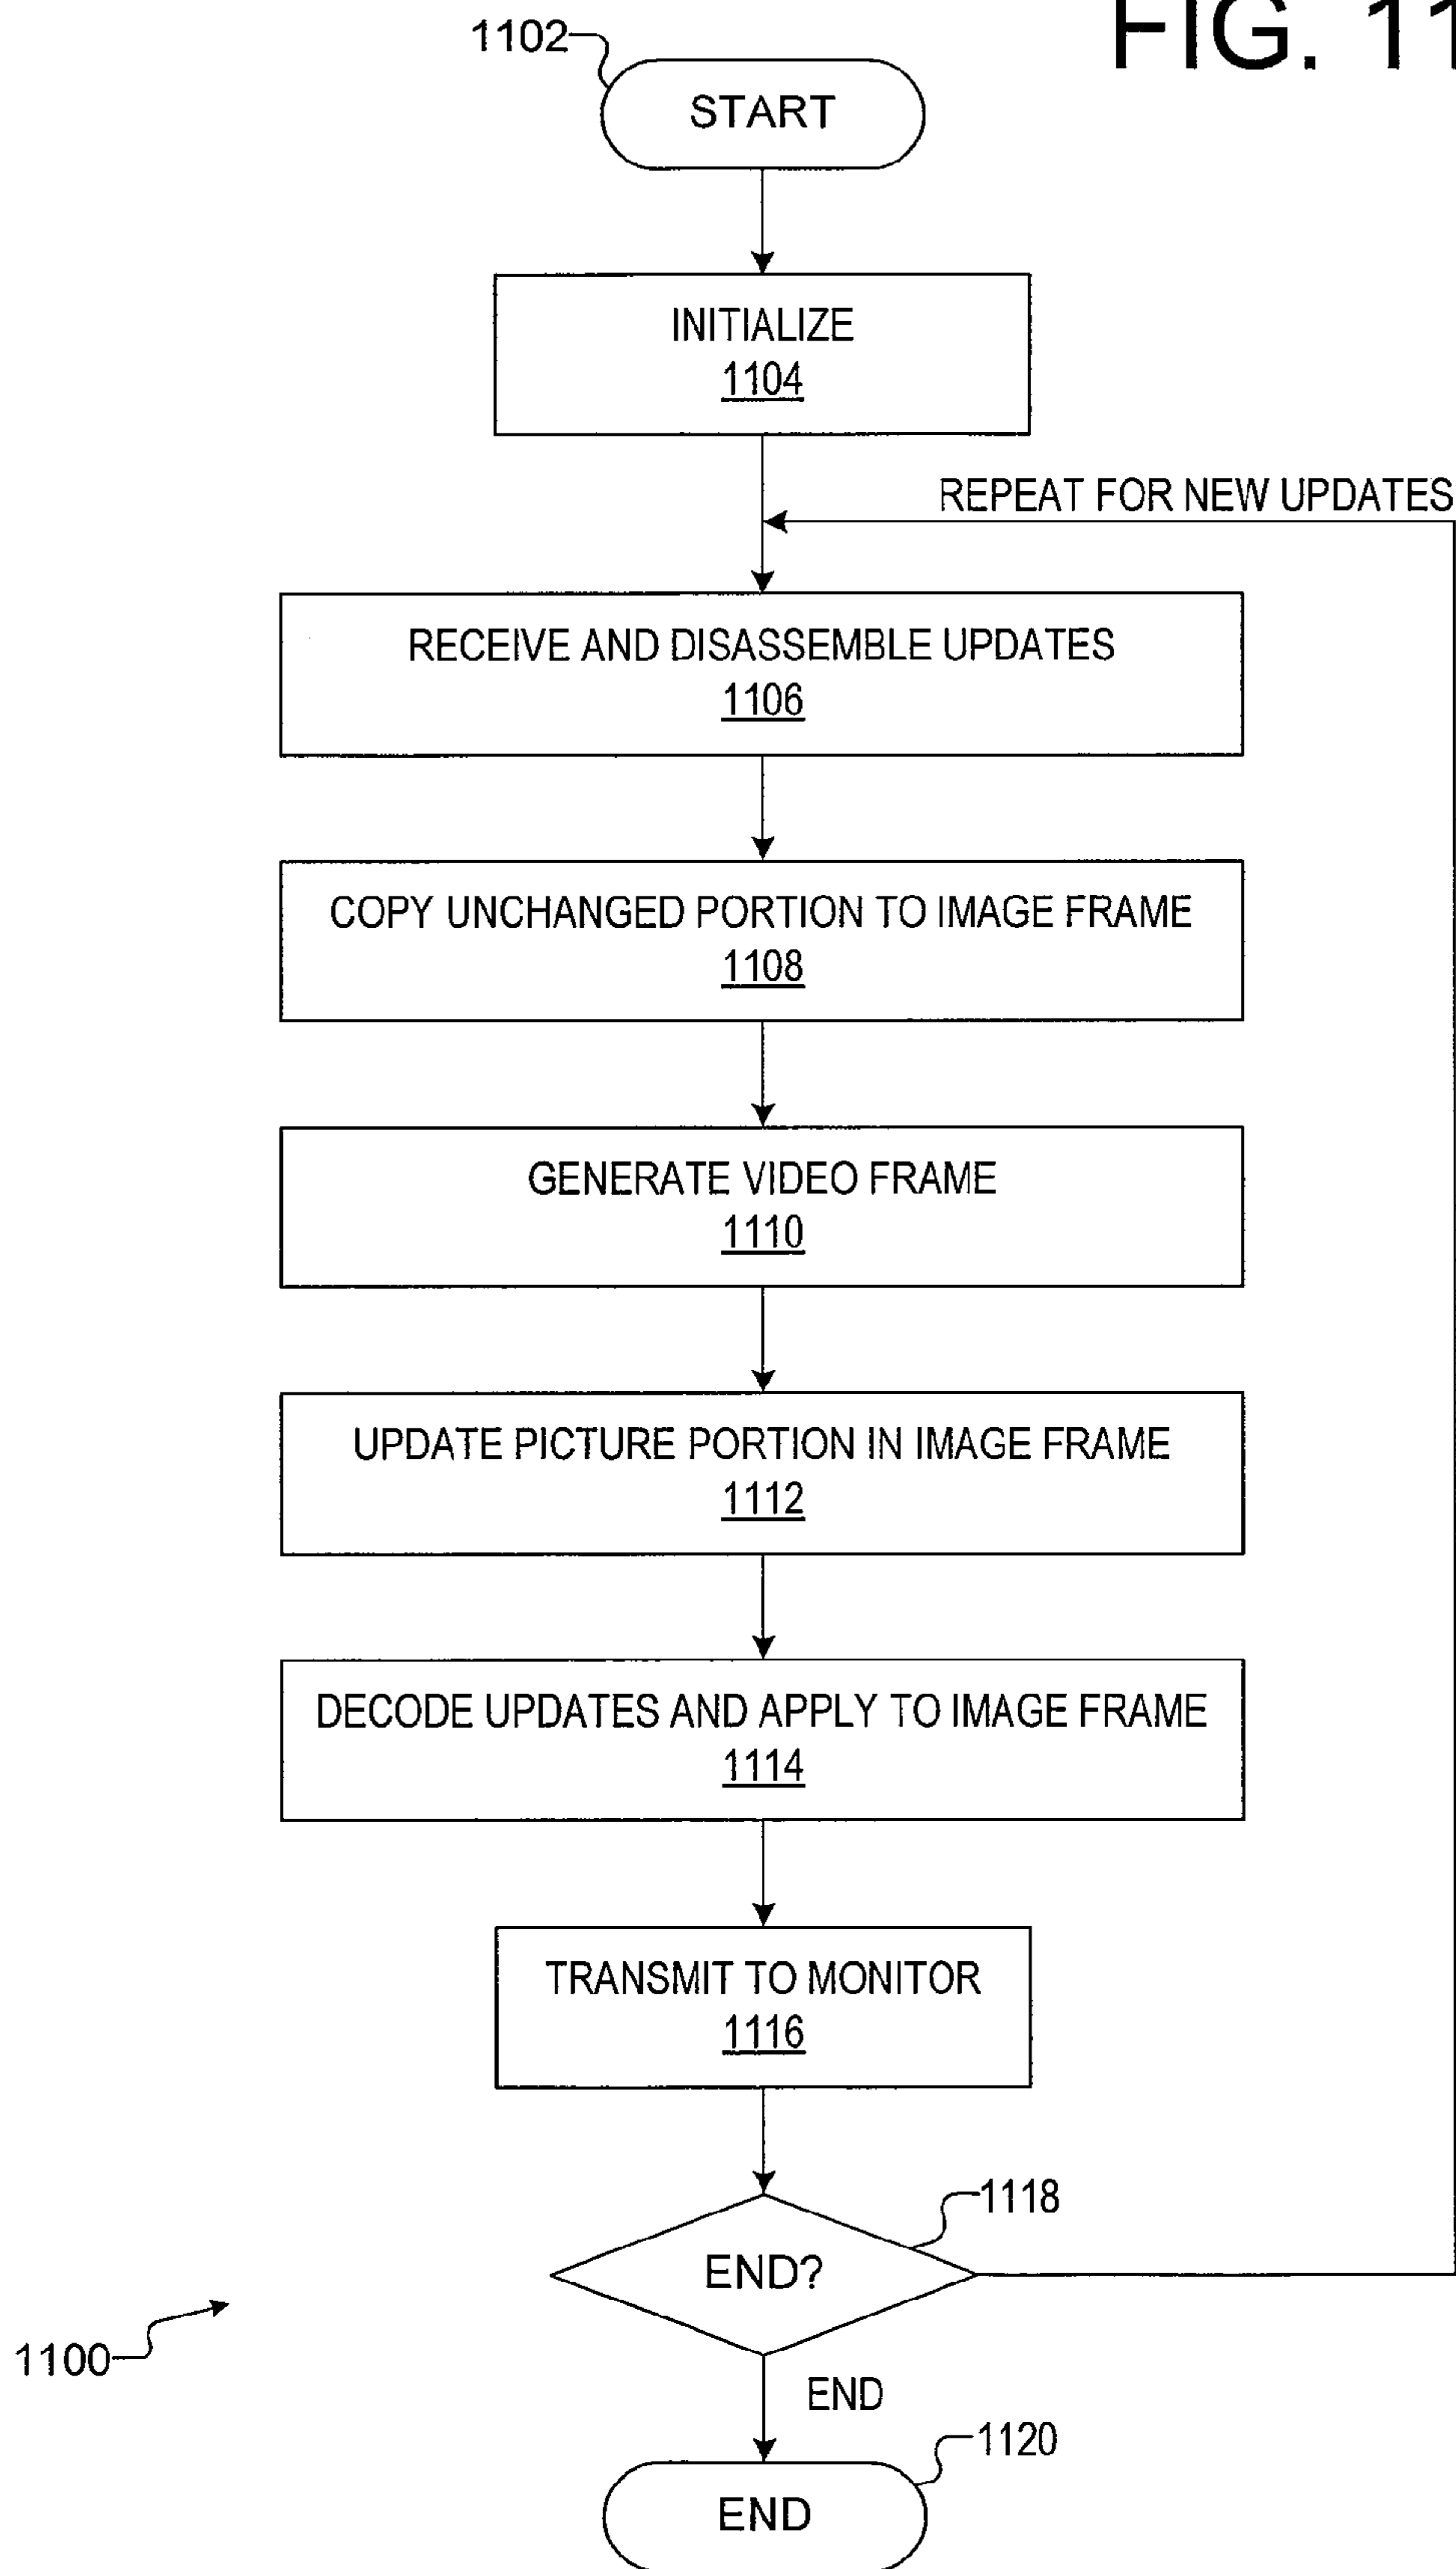 FIG. 11
1102
START
INITIALIZE
1104
REPEAT FOR NEW UPDATES
RECEIVE AND DISASSEMBLE UPDATES
1106
COPY UNCHANGED PORTION TO IMAGE FRAME
1108
GENERATE VIDEO FRAME
1110
UPDATE PICTURE PORTION IN IMAGE FRAME
1112
DECODE UPDATES AND APPLY TO IMAGE FRAME
1114
TRANSMIT TO MONITOR
1116
1118
END?
1100
END
1120
END